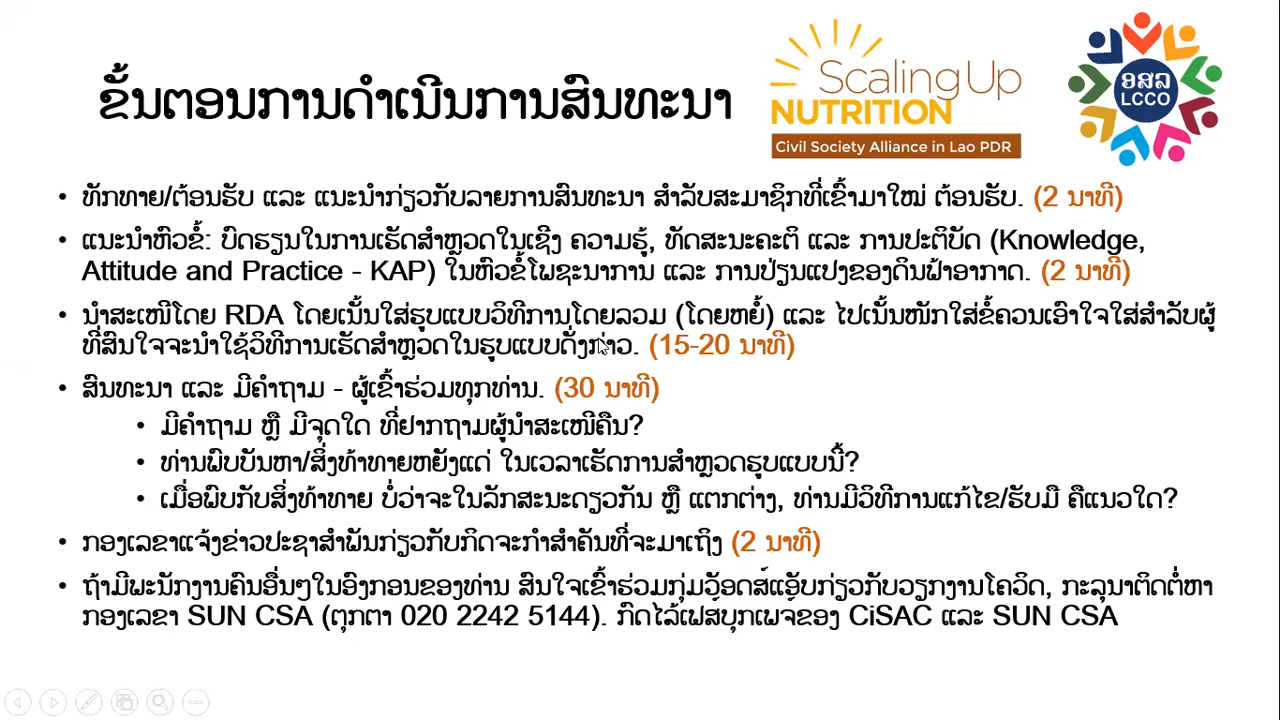 ຂັ້ນຕອນການດຳເນີນການສົນທະນາ
Scaling Up
NUTRITION
Civil Society Alliance in Lao PDR
ອສລ
LCCO
• ທັກທາຍ/ຕ້ອນຮັບ ແລະ ແນະນຳກ່ຽວກັບລາຍການສົນທະນາ ສຳລັບສະມາຊິກທີ່ເຂົ້າມາໃໝ່ ຕ້ອນຮັບ. (2 ນາທີ)
• ແນະນຳຫົວຂໍ້: ບົດຮຽນໃນການເຮັດສຳຫຼວດໃນເຊີງ ຄວາມຮູ້, ທັດສະນະຄະຕິ ແລະ ການປະຕິບັດ (Knowledge,
Attitude and Practice - KAP) ໃນຫົວຂໍ້ໂພຊະນາການ ແລະ ການປ່ຽນແປງຂອງດິນຟ້າອາກາດ. (2 ນາທີ)
• ນຳສະເໜີໂດຍ RDA ໂດຍເນັ້ນໃສ່ຮູບແບບວິທີການໂດຍລວມ (ໂດຍຫຍໍ້) ແລະ ໄປເນັ້ນໜັກໃສ່ຂໍ້ຄວນເອົາໃຈໃສ່ສຳລັບຜູ້
ທີ່ສົນໃຈຈະນຳໃຊ້ວິທີການເຮັດສຳຫຼວດໃນຮູບແບບດັ່ງກ່າວ. (15-20 ນາທີ)
• ສົນທະນາ ແລະ ມີຄຳຖາມ - ຜູ້ເຂົ້າຮ່ວມທຸກທ່ານ. (30 ນາທີ)
• ມີຄຳຖາມ ຫຼື ມີຈຸດໃດ ທີ່ຢາກຖາມຜູ້ນຳສະເໜີຄືນ?
• ທ່ານພົບບັນຫາ/ສິ່ງທ້າທາຍຫຍັງແດ່ ໃນເວລາເຮັດການສຳຫຼວດຮູບແບບນີ້?
• ເມື່ອພົບກັບສິ່ງທ້າທາຍ ບໍ່ວ່າຈະໃນລັກສະນະດຽວກັນ ຫຼື ແຕກຕ່າງ, ທ່ານມີວິທີການແກ້ໄຂ/ຮັບມື ຄືແນວໃດ?
• ກອງເລຂາແຈ້ງຂ່າວປະຊາສຳພັນກ່ຽວກັບກິດຈະກຳສຳຄັນທີ່ຈະມາເຖິງ (2 ນາທີ)
• ຖ້າມີພະນັກງານຄົນອື່ນໆໃນອົງກອນຂອງທ່ານ ສົນໃຈເຂົ້າຮ່ວມກຸ່ມວັອດສ໌ແອັບກ່ຽວກັບວຽກງານໂຄວິດ, ກະລຸນາຕິດຕໍ່ຫາ
ກອງເລຂາ SUN CSA (ຕຸກຕາ 020 2242 5144). ກົດໄລ້ເຟສບຸກເພຈ້ຂອງ CiSAC ແລະ SUN CSA